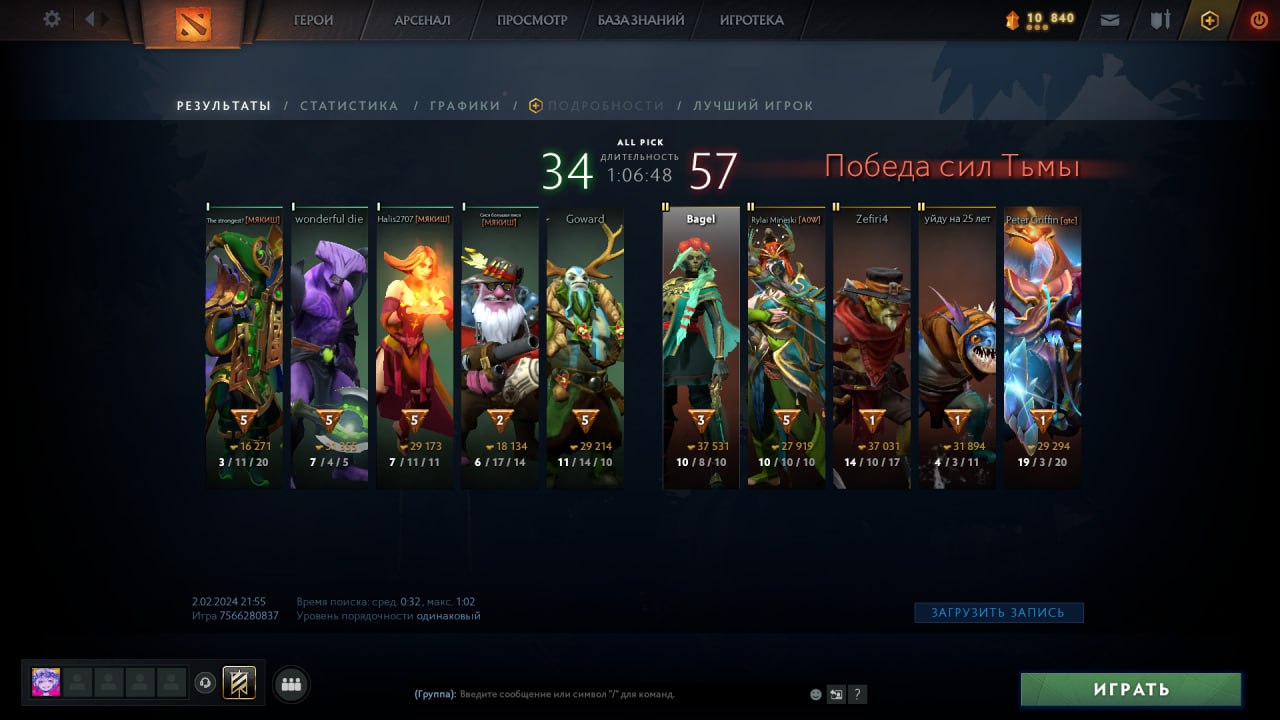 ГЕРОИ АРСЕНАЛ ПРОСМОТР БАЗА ЗНАНИЙ ИГРОТЕКА 10 840
РЕЗУЛЬТАТЫ / СТАТИСТИКА / ГРАФИКИ / ПОДРОБНОСТИ / ЛУЧШИЙ ИГРОК
ALL PICK
34 ДЛИТЕЛЬНОСТЬ 57 Победа сил Тьмы
1:06:48
The strongest? [МЯКИШ] wonderful die Halis2707 [МЯКИШ] [МЯКИШ] Goward Bagel Rylai Mineski [A0W] Zefiri4 уйду на 25 лет Peter Griffin [gtc]
5 5 5 2 5 3 5 1 1 1
16 271 29 173 18 134 29 214 37 531 27 919 37 031 31 894 29 294
3 / 11 / 20 7 / 4 / 5 7 / 11 / 11 6 / 17 / 14 11 / 14 / 10 10 / 8 / 10 10 / 10 / 10 14 / 10 / 17 4 / 3 / 11 19 / 3 / 20
2.02.2024 21:55 Время поиска: сред. 0:32, макс. 1:02
Игра 7566280837 Уровень порядочности одинаковый
ЗАГРУЗИТЬ ЗАПИСЬ
(Группа): Введите сообщение или символ "/" для команд. ?
ИГРАТЬ